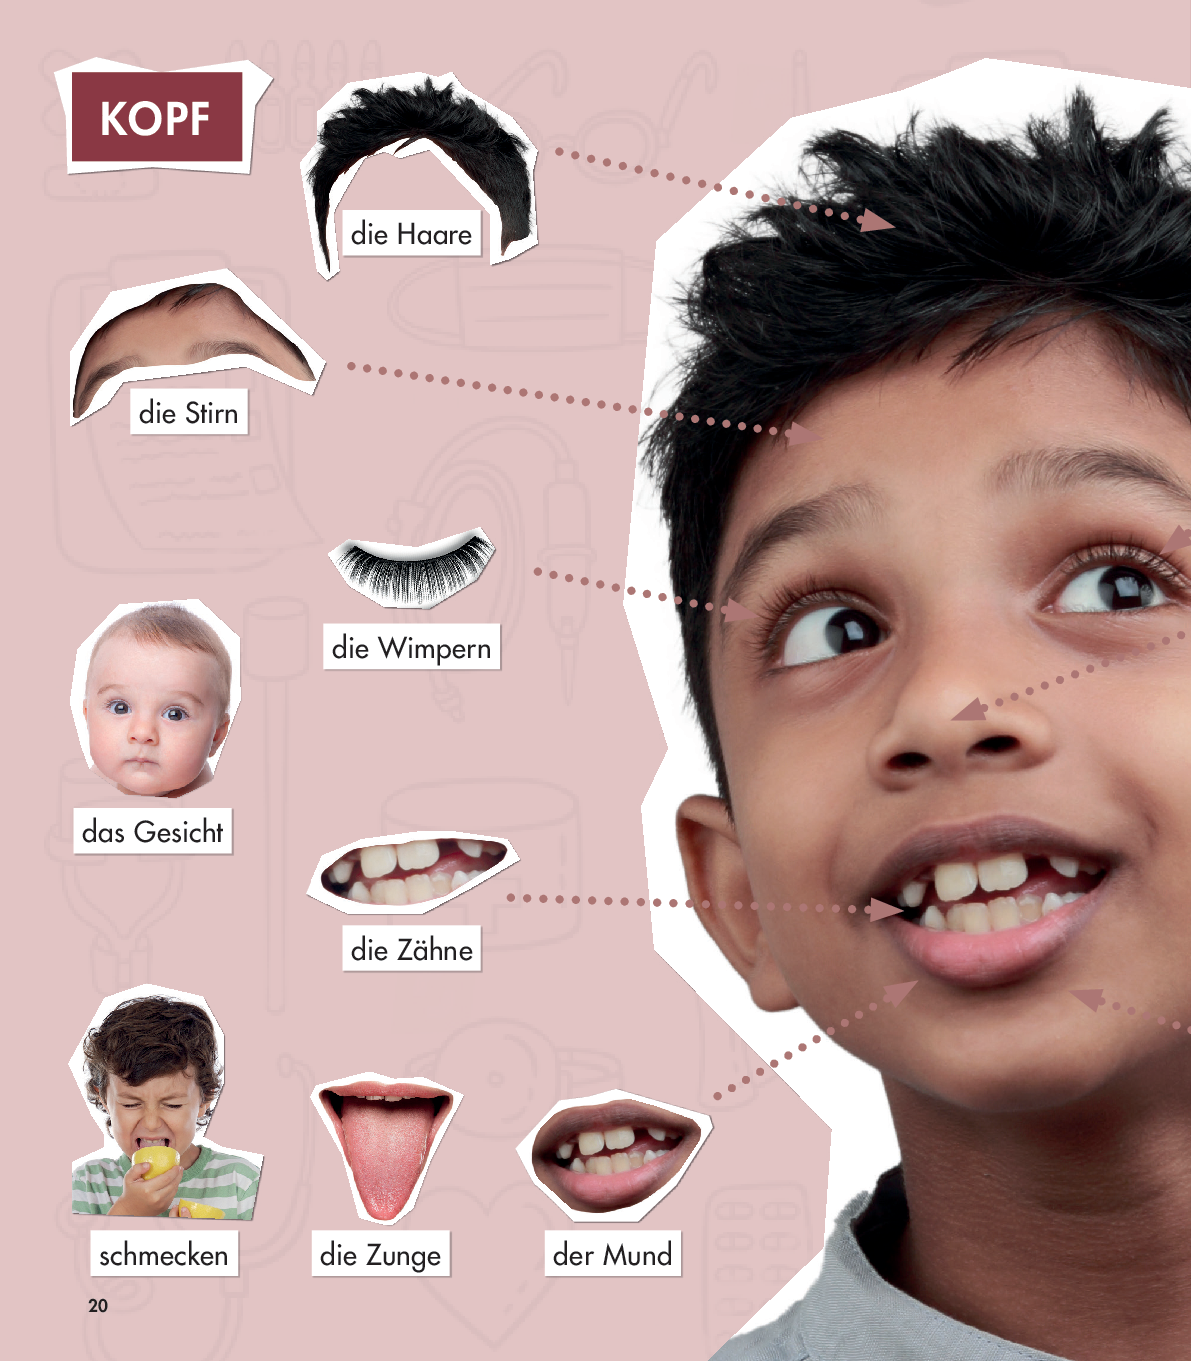 KOPF
die Haare
die Stirn
die Wimpern
das Gesicht
die Zähne
schmecken
die Zunge
der Mund
20